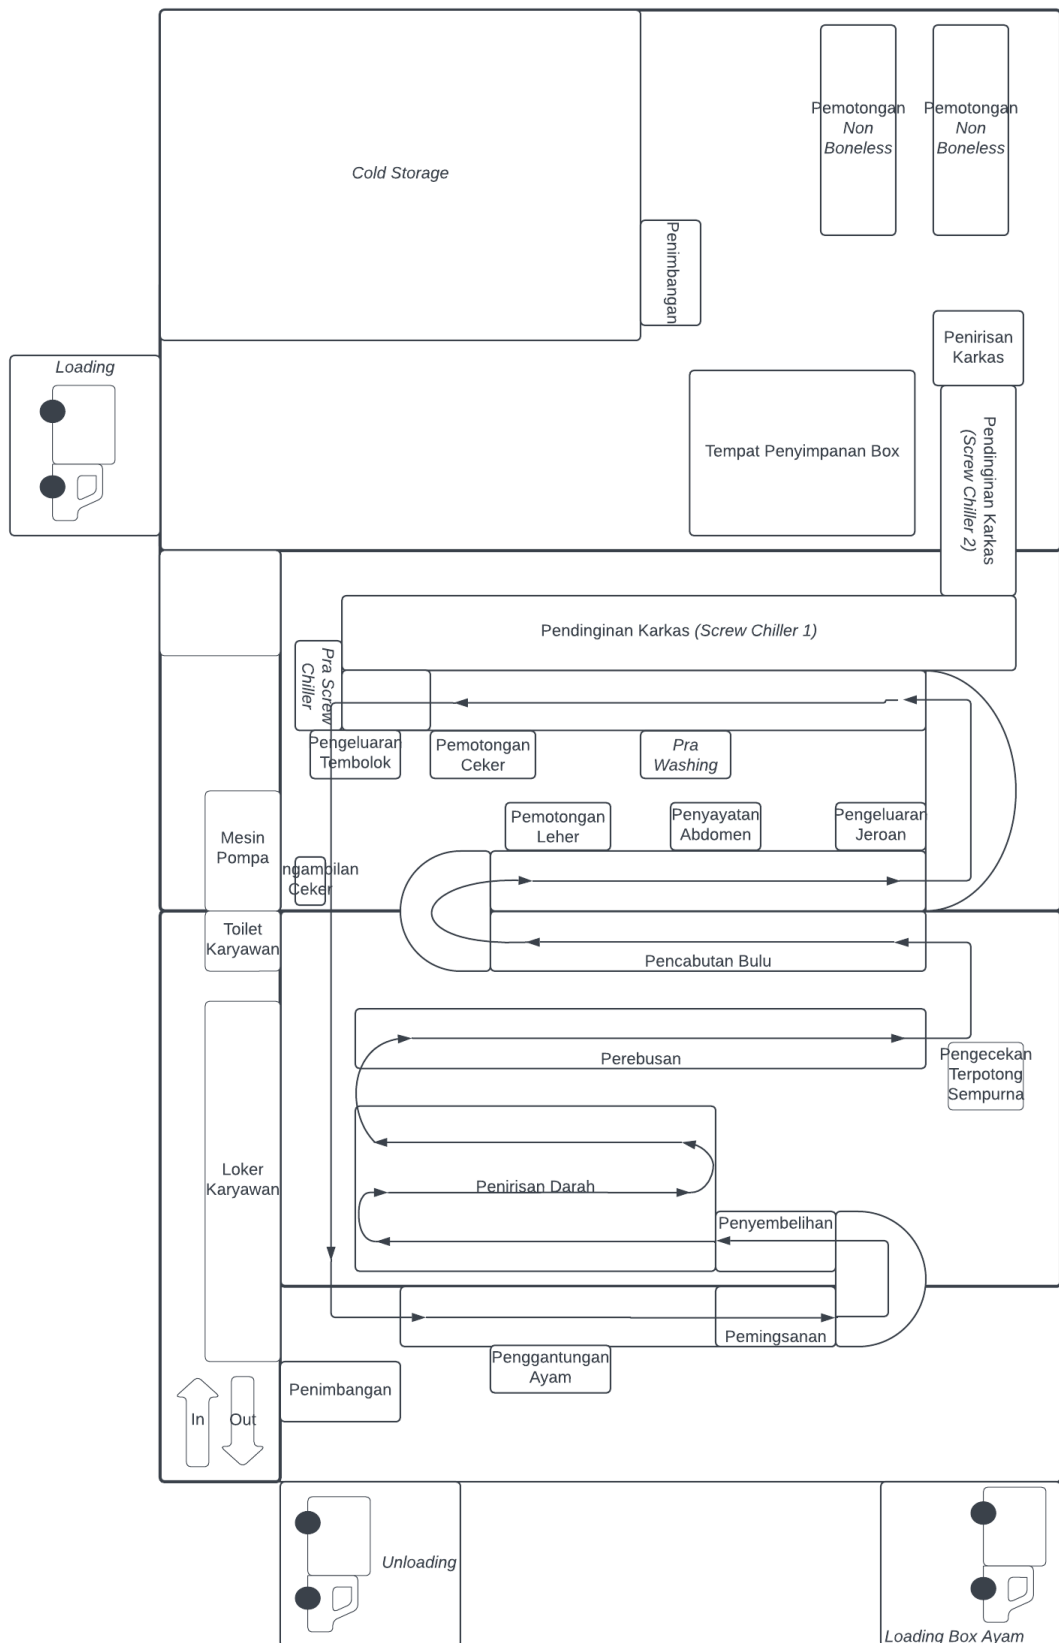 Pemotongan
Non
Boneless
Pemotongan
Non
Boneless
Cold Storage
Penimbangan
Penirisan
Karkas
Loading
Tempat Penyimpanan Box
Pendinginan Karkas
(Screw Chiller 2)
Pendinginan Karkas (Screw Chiller 1)
Pra Screw
Chiller
Pengeluaran
Tembolok
Pemotongan
Ceker
Pra
Washing
Pemotongan
Leher
Penyayatan
Abdomen
Pengeluaran
Jeroan
Mesin
Pompa
ngambilan
Ceker
Toilet
Karyawan
Pencabutan Bulu
Perebusan
Pengecekan
Terpotong
Sempurna
Loker
Karyawan
Penirisan Darah
Penyembelihan
Pemingsanan
Penggantungan
Ayam
Penimbangan
In
Out
Unloading
Loading Box Ayam